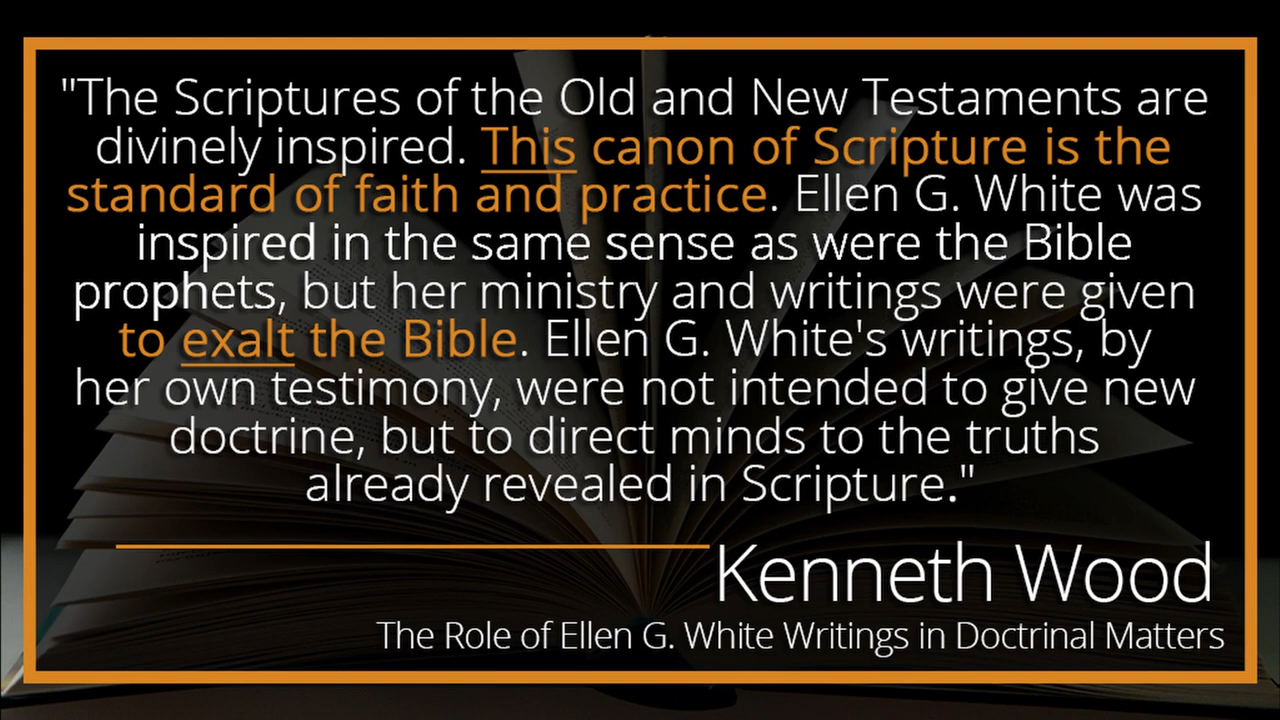 "The Scriptures of the Old and New Testaments are
divinely inspired. This canon of Scripture is the
standard of faith and practice. Ellen G. White was
inspired in the same sense as were the Bible
prophets, but her ministry and writings were given
to exalt the Bible. Ellen G. White's writings, by
her own testimony, were not intended to give new
doctrine, but to direct minds to the truths
already revealed in Scripture."
Kenneth Wood
The Role of Ellen G. White Writings in Doctrinal Matters